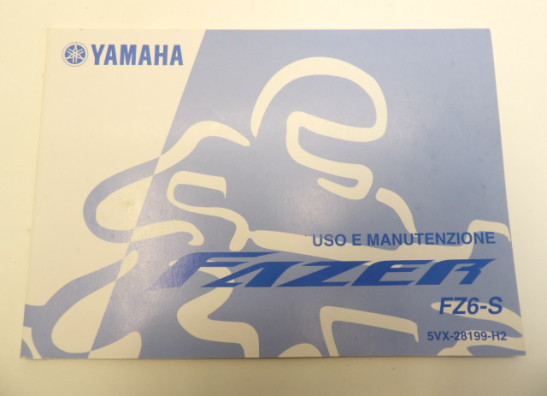 YAMAHA
USO E MANUTENZIONE
FAZER
FZ6-S
5VX-28199-H2